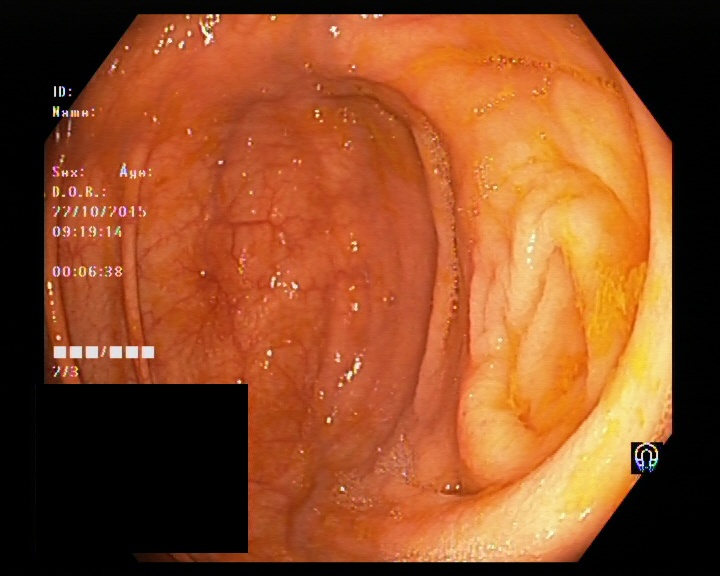 ID:
Name:
Sex: Age:
D.O.B.:
22/10/2015
09:19:14
00:06:38
■■■/■■■
2/3